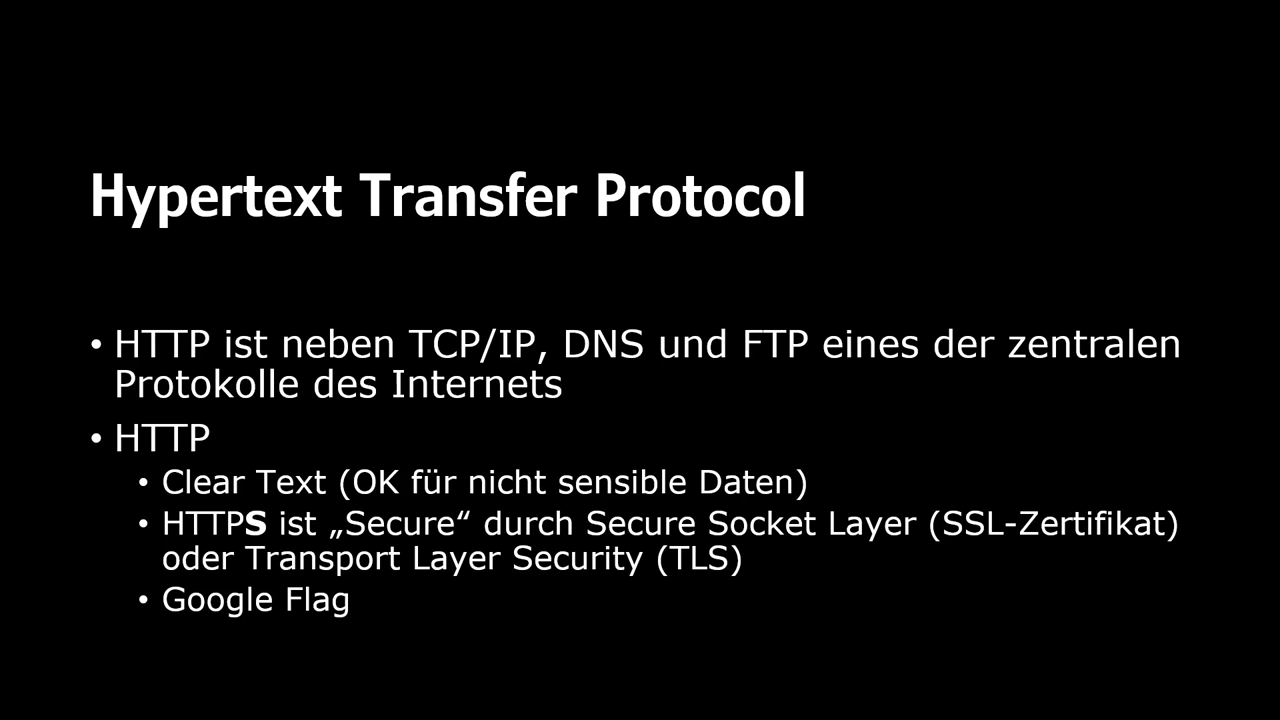 Hypertext Transfer Protocol
• HTTP ist neben TCP/IP, DNS und FTP eines der zentralen
Protokolle des Internets
• HTTP
• Clear Text (OK für nicht sensible Daten)
• HTTPS ist „Secure“ durch Secure Socket Layer (SSL-Zertifikat)
oder Transport Layer Security (TLS)
• Google Flag